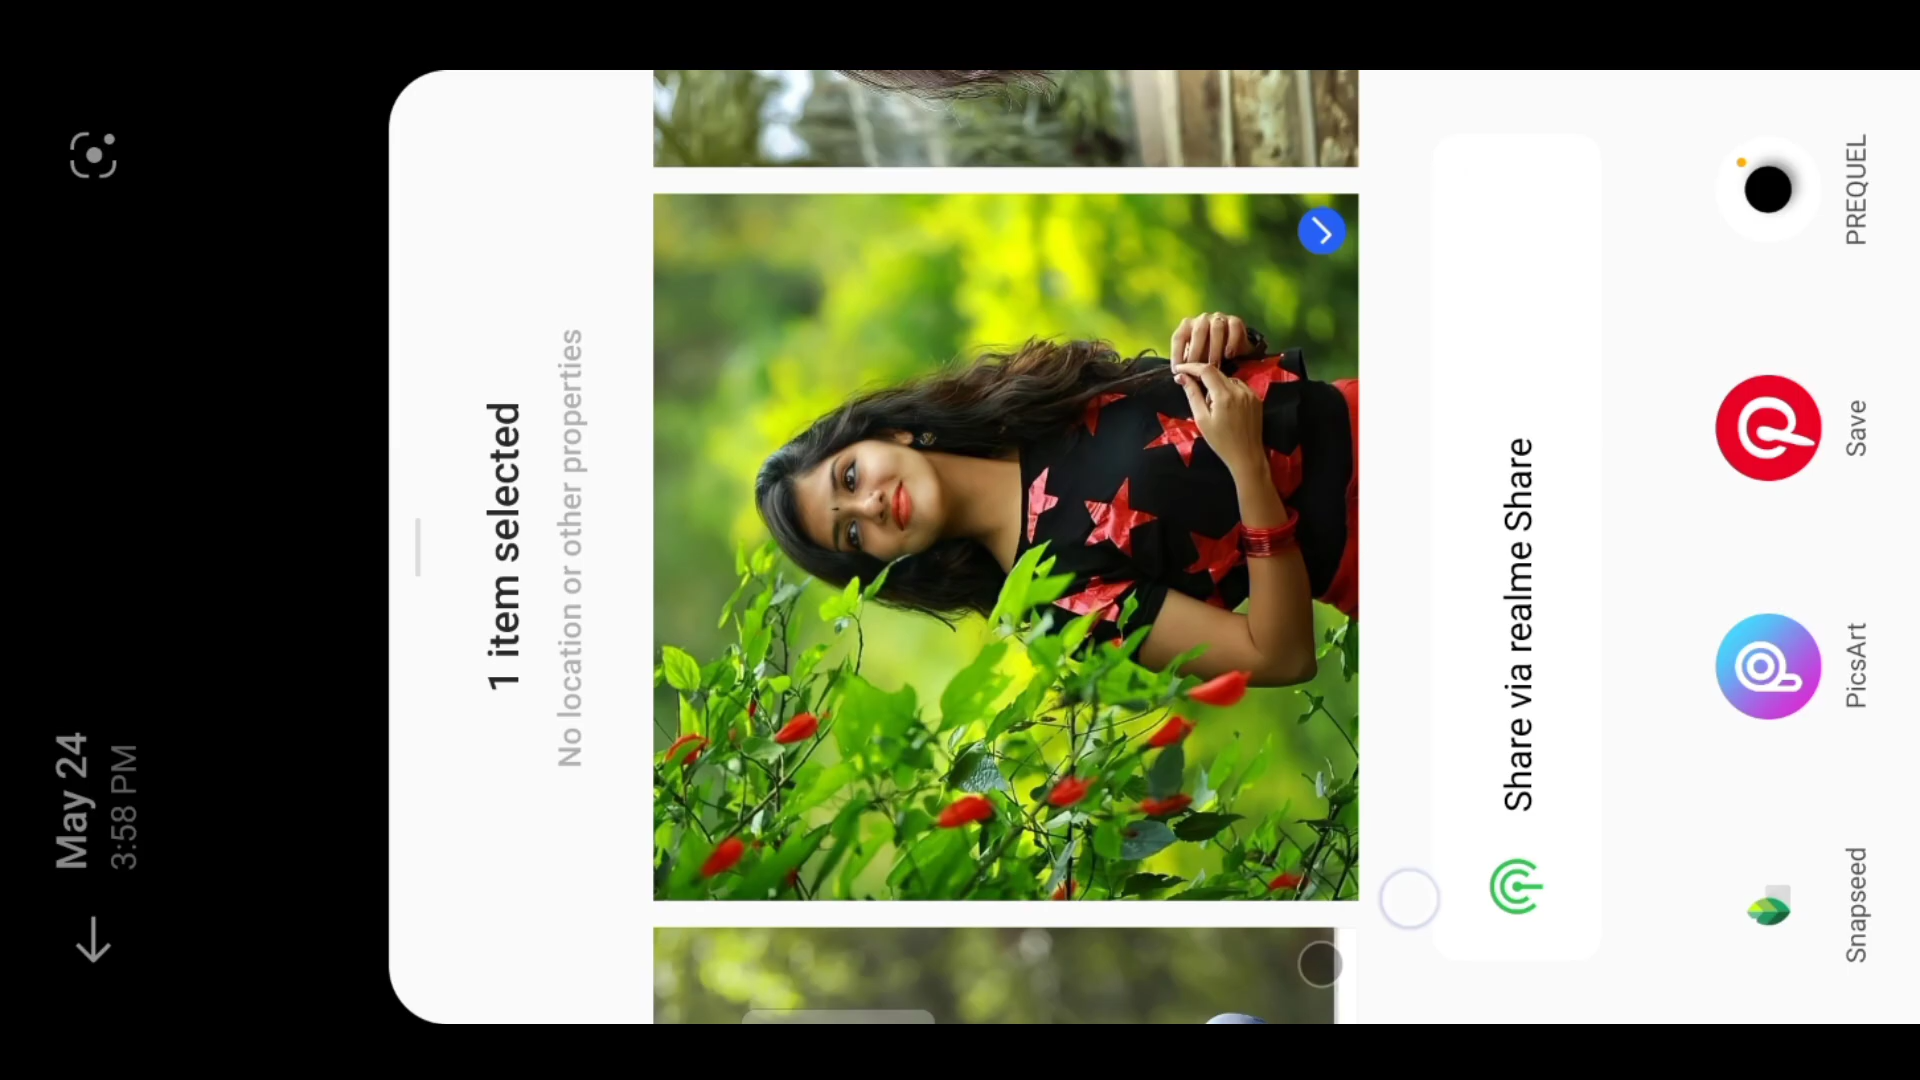 May 24
3:58 PM
1 item selected
No location or other properties
Share via realme Share
Snapseed
PicsArt
Save
PREQUEL